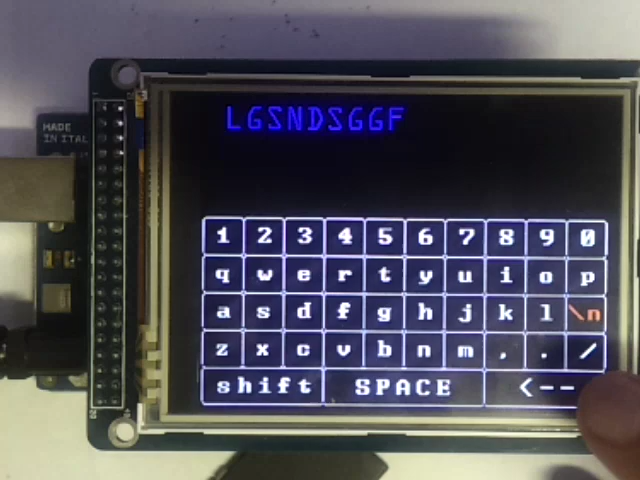 MADE
IN ITAL
LGSNDSGGF
1 2 3 4 5 6 7 8 9 0
q w e r t y u i o p
a s d f g h j k l \n
z x c v b n m , . /
shift SPACE <--